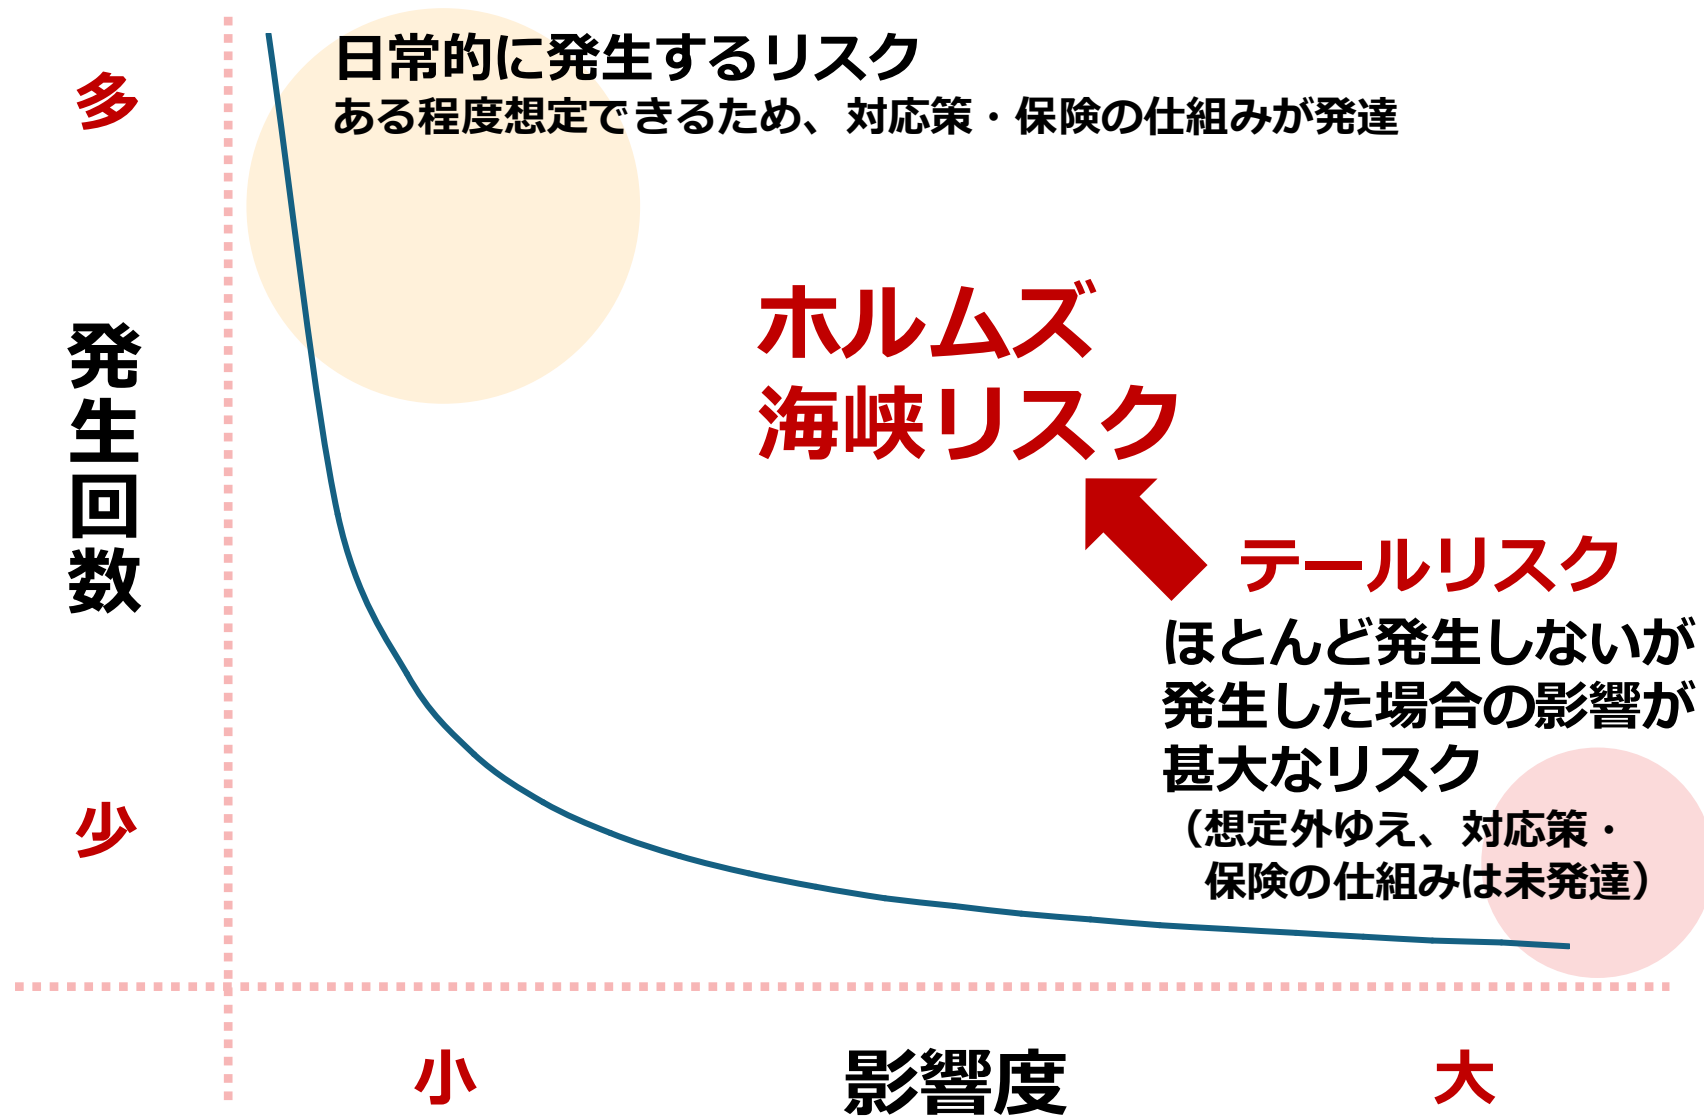 日常的に発生するリスク
ある程度想定できるため、対応策・保険の仕組みが発達
多
発生回数
少
ホルムズ
海峡リスク
テールリスク
ほとんど発生しないが
発生した場合の影響が
甚大なリスク
（想定外ゆえ、対応策・
保険の仕組みは未発達）
小
影響度
大